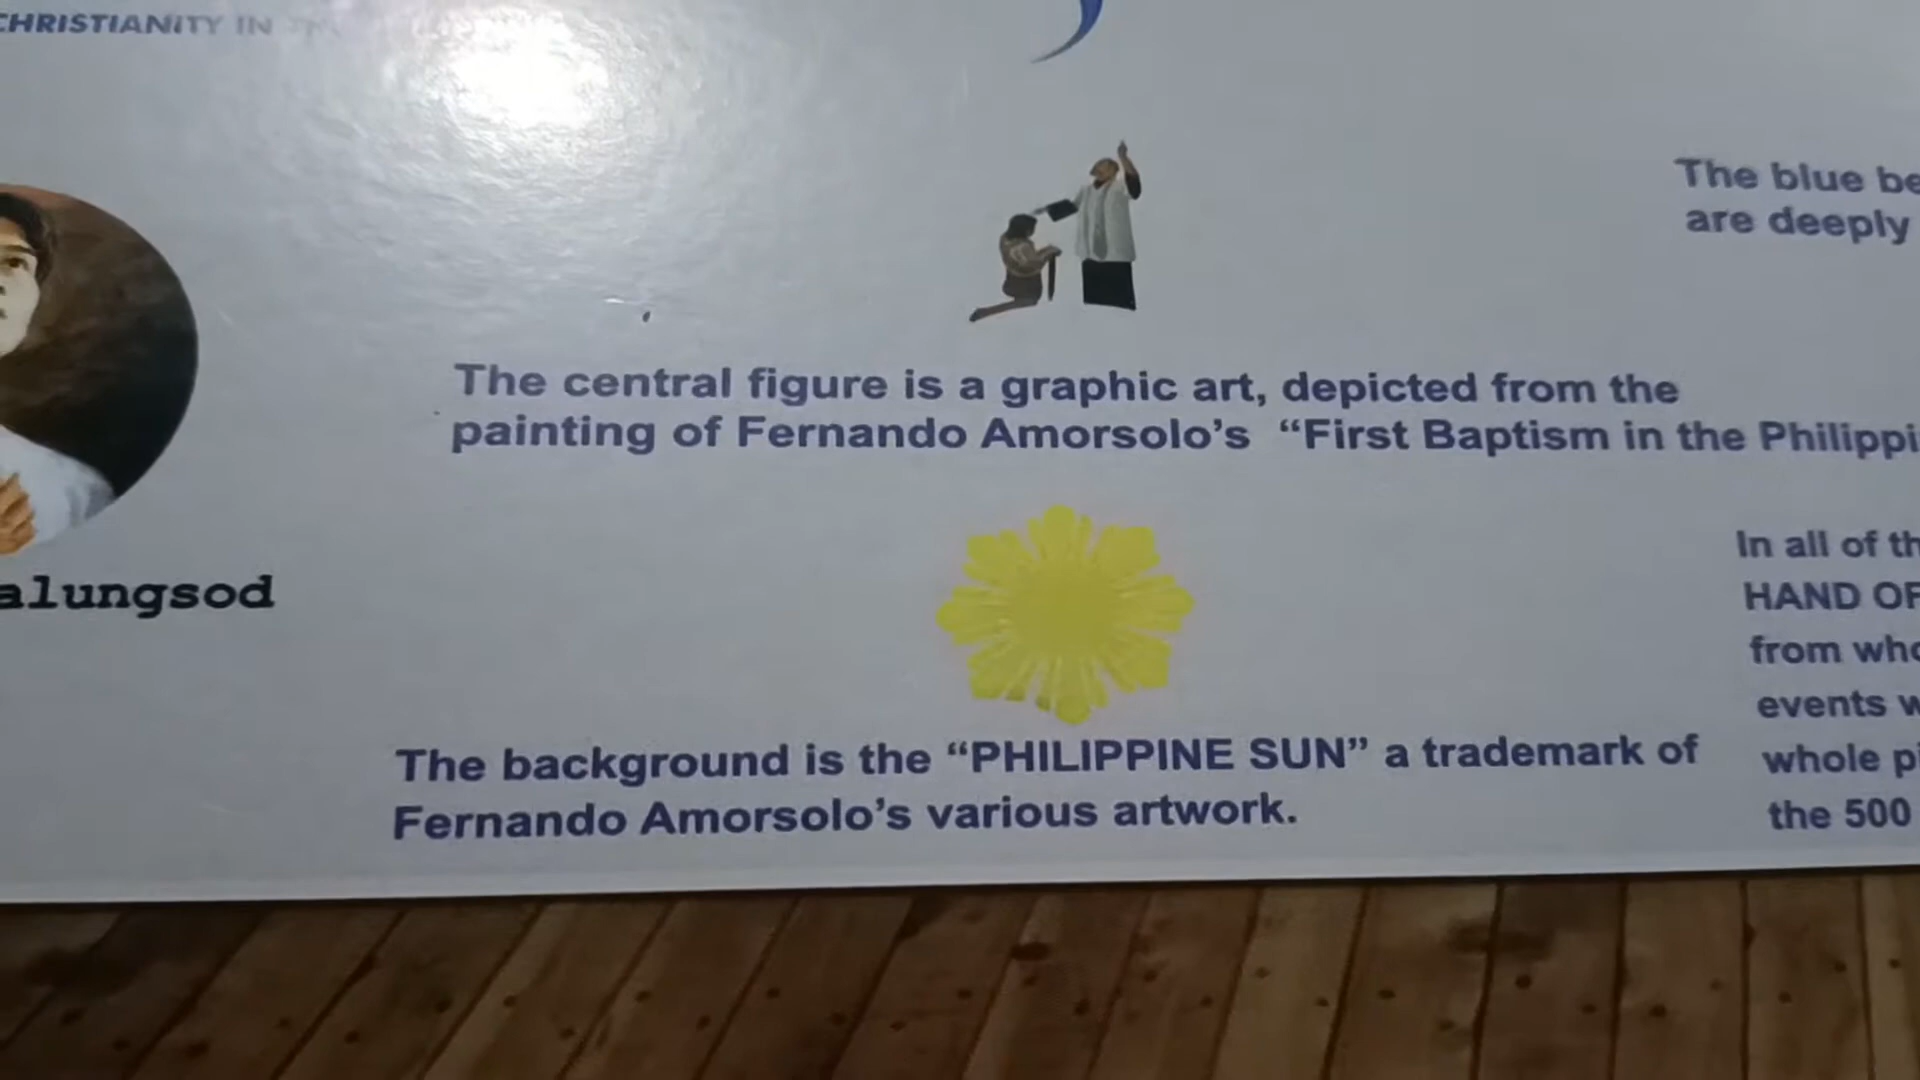 CHRISTIANITY IN
alungsod
The central figure is a graphic art, depicted from the
painting of Fernando Amorsolo’s “First Baptism in the Philippi
The background is the “PHILIPPINE SUN” a trademark of
Fernando Amorsolo’s various artwork.
The blue be
are deeply
In all of th
HAND OF
from who
events w
whole pi
the 500